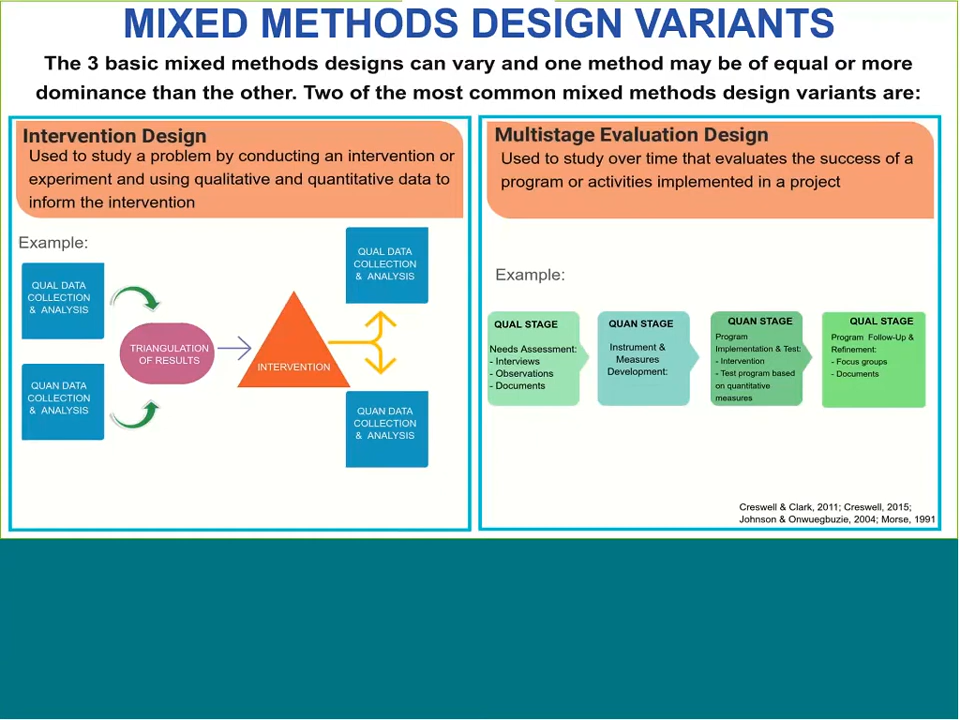 MIXED METHODS DESIGN VARIANTS
The 3 basic mixed methods designs can vary and one method may be of equal or more
dominance than the other. Two of the most common mixed methods design variants are:
Intervention Design
Used to study a problem by conducting an intervention or
experiment and using qualitative and quantitative data to
inform the intervention
Example:
QUAL DATA
COLLECTION
& ANALYSIS
QUAN DATA
COLLECTION
& ANALYSIS
TRIANGULATION
OF RESULTS
INTERVENTION
QUAL DATA
COLLECTION
& ANALYSIS
QUAN DATA
COLLECTION
& ANALYSIS
Multistage Evaluation Design
Used to study over time that evaluates the success of a
program or activities implemented in a project
Example:
QUAL STAGE
Needs Assessment:
- Interviews
- Observations
- Documents
QUAN STAGE
Instrument &
Measures
Development:
QUAN STAGE
Program
Implementation & Test:
- Intervention
- Test program based
on quantitative
measures
QUAL STAGE
Program Follow-Up &
Refinement:
- Focus groups
- Documents
Creswell & Clark, 2011; Creswell, 2015;
Johnson & Onwuegbuzie, 2004; Morse, 1991